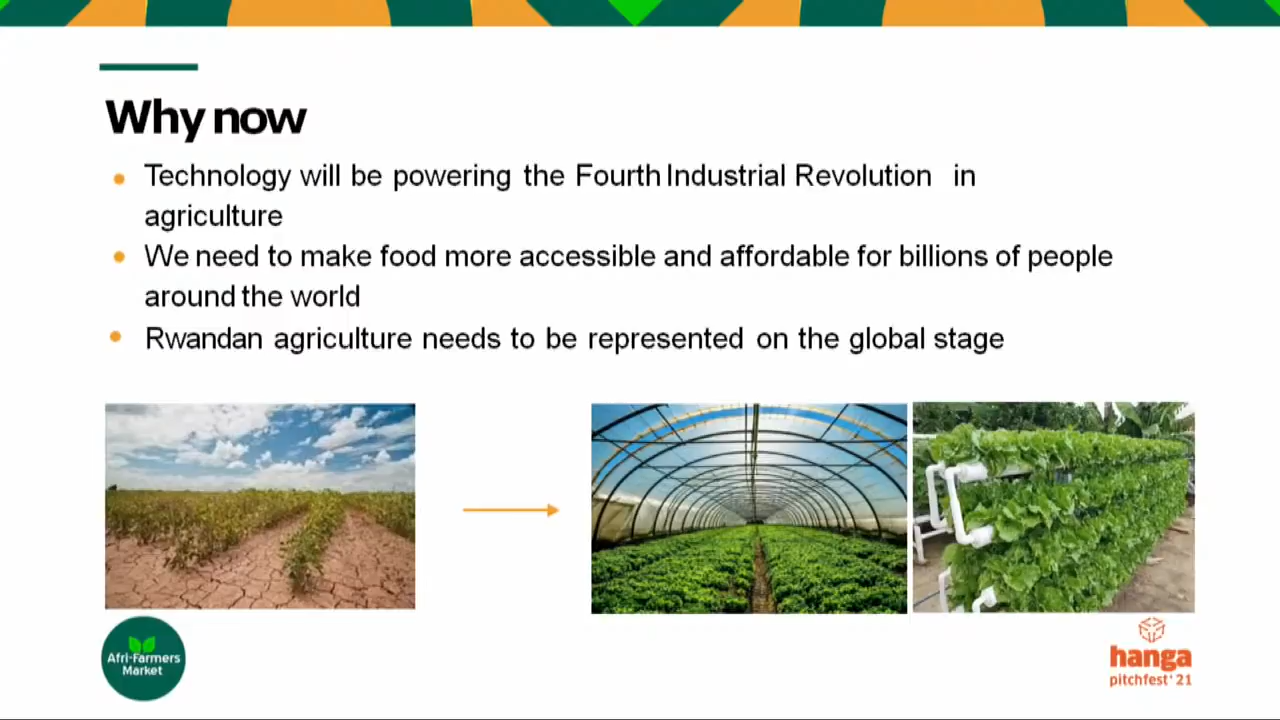 Why now
Technology will be powering the Fourth Industrial Revolution in
agriculture
We need to make food more accessible and affordable for billions of people
around the world
Rwandan agriculture needs to be represented on the global stage
Afri-Farmers
Market
hanga
pitchfest' 21